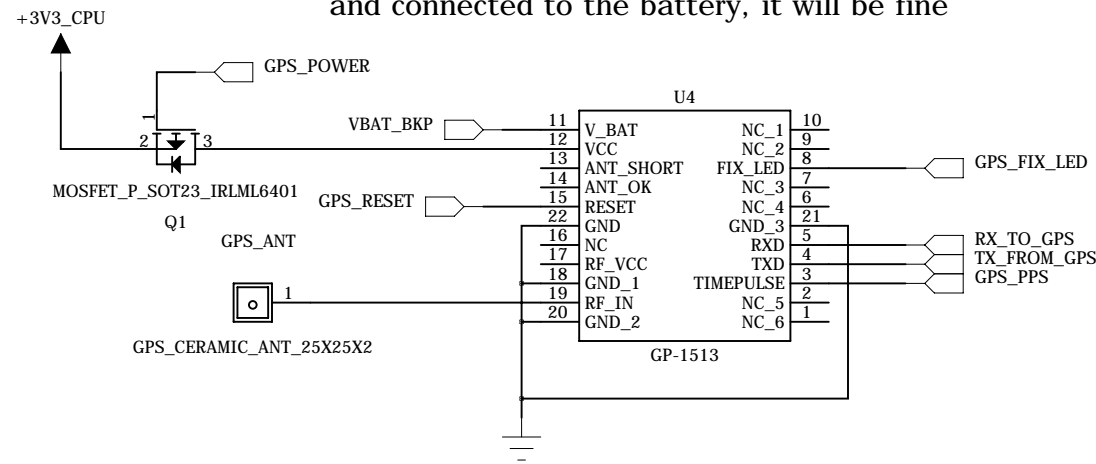 and connected to the battery, it will be fine
+3V3_CPU
GPS_POWER
1
2
3
MOSFET_P_SOT23_IRLML6401
Q1
U4
VBAT_BKP
11 V_BAT NC_1 10
12 VCC NC_2 9
13 ANT_SHORT FIX_LED 8 GPS_FIX_LED
14 ANT_OK NC_3 7
GPS_RESET 15 RESET NC_4 6
22 GND GND_3 21
16 NC RXD 5 RX_TO_GPS
17 RF_VCC TXD 4 TX_FROM_GPS
18 GND_1 TIMEPULSE 3 GPS_PPS
19 RF_IN NC_5 2
20 GND_2 NC_6 1
GPS_ANT
1
GPS_CERAMIC_ANT_25X25X2
GP-1513